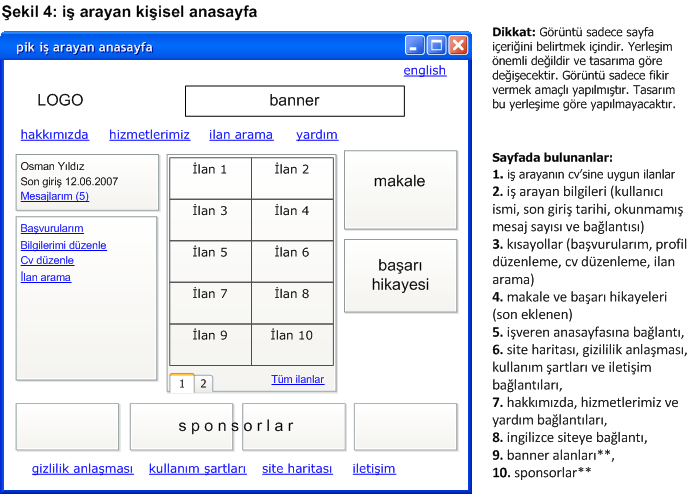 Şekil 4: iş arayan kişisel anasayfa
pik iş arayan anasayfa
english
LOGO
banner
hakkımızda hizmetlerimiz ilan arama yardım
Osman Yıldız
Son giriş 12.06.2007
Mesajlarım (5)
Başvurularım
Bilgilerimi düzenle
Cv düzenle
İlan arama
İlan 1 İlan 2
İlan 3 İlan 4
İlan 5 İlan 6
İlan 7 İlan 8
İlan 9 İlan 10
1 2 Tüm ilanlar
makale
başarı
hikayesi
sponsorlar
gizlilik anlaşması kullanım şartları site haritası iletişim
Dikkat: Görüntü sadece sayfa
içeriğini belirtmek içindir. Yerleşim
önemli değildir ve tasarıma göre
değişecektir. Görüntü sadece fikir
vermek amaçlı yapılmıştır. Tasarım
bu yerleşime göre yapılmayacaktır.
Sayfada bulunanlar:
1. iş arayanın cv'sine uygun ilanlar
2. iş arayan bilgileri (kullanıcı
ismi, son giriş tarihi, okunmamış
mesaj sayısı ve bağlantısı)
3. kısayollar (başvurularım, profil
düzenleme, cv düzenleme, ilan
arama)
4. makale ve başarı hikayeleri
(son eklenen)
5. işveren anasayfasına bağlantı,
6. site haritası, gizililik anlaşması,
kullanım şartları ve iletişim
bağlantıları,
7. hakkımızda, hizmetlerimiz ve
yardım bağlantıları,
8. ingilizce siteye bağlantı,
9. banner alanları**,
10. sponsorlar**